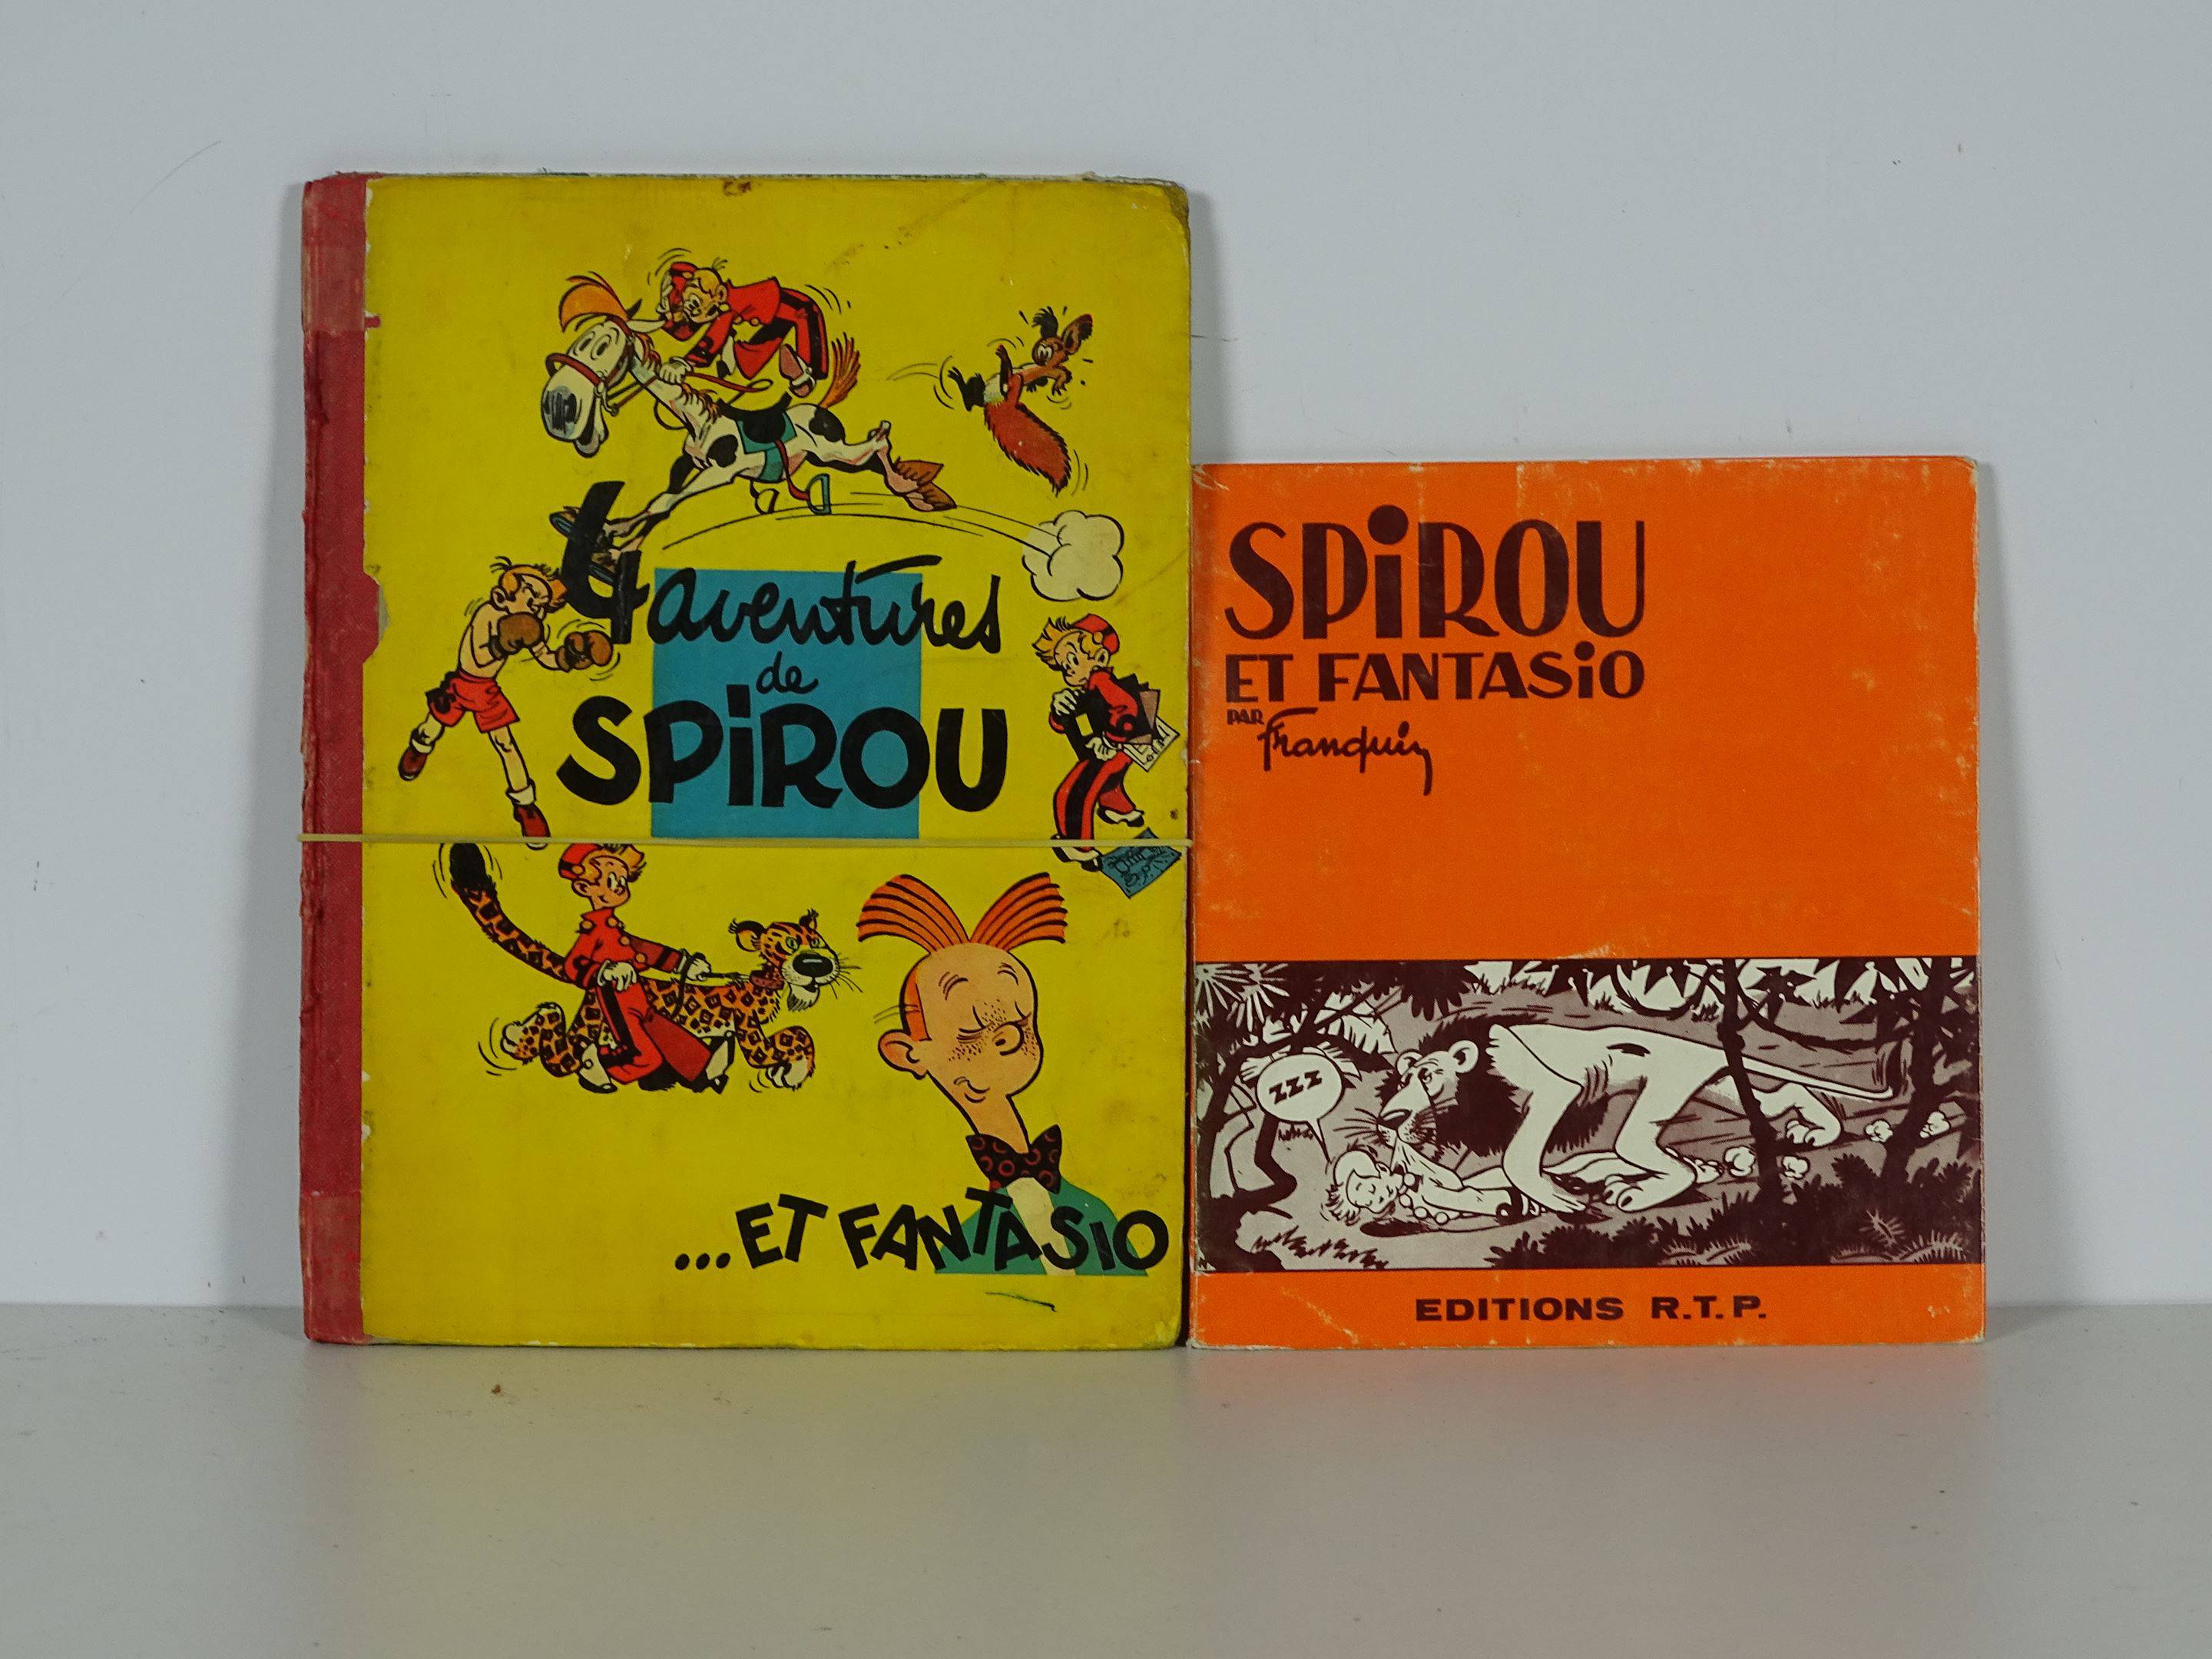 4 aventures
de
SPiROU
...ET FANTASIO
SPiROU
ET FANTASiO
PAR Franquin
ZZZ
EDITIONS R.T.P.